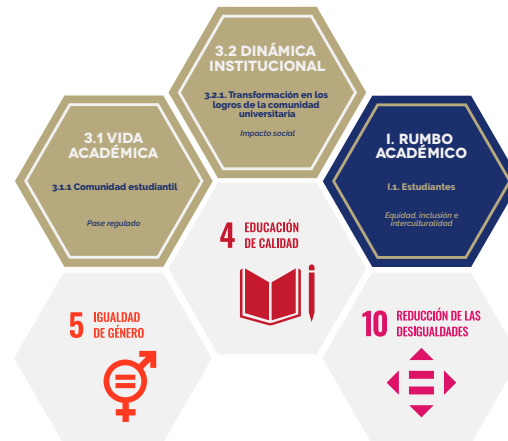 3.2 DINÁMICA
INSTITUCIONAL
3.2.1. Transformación en los
logros de la comunidad
universitaria
Impacto social
3.1 VIDA
ACADÉMICA
3.1.1 Comunidad estudiantil
Pase regulado
I. RUMBO
ACADÉMICO
I.1. Estudiantes
Equidad, inclusión e
interculturalidad
4 EDUCACIÓN
DE CALIDAD
5 IGUALDAD
DE GÉNERO
10 REDUCCIÓN DE LAS
DESIGUALDADES